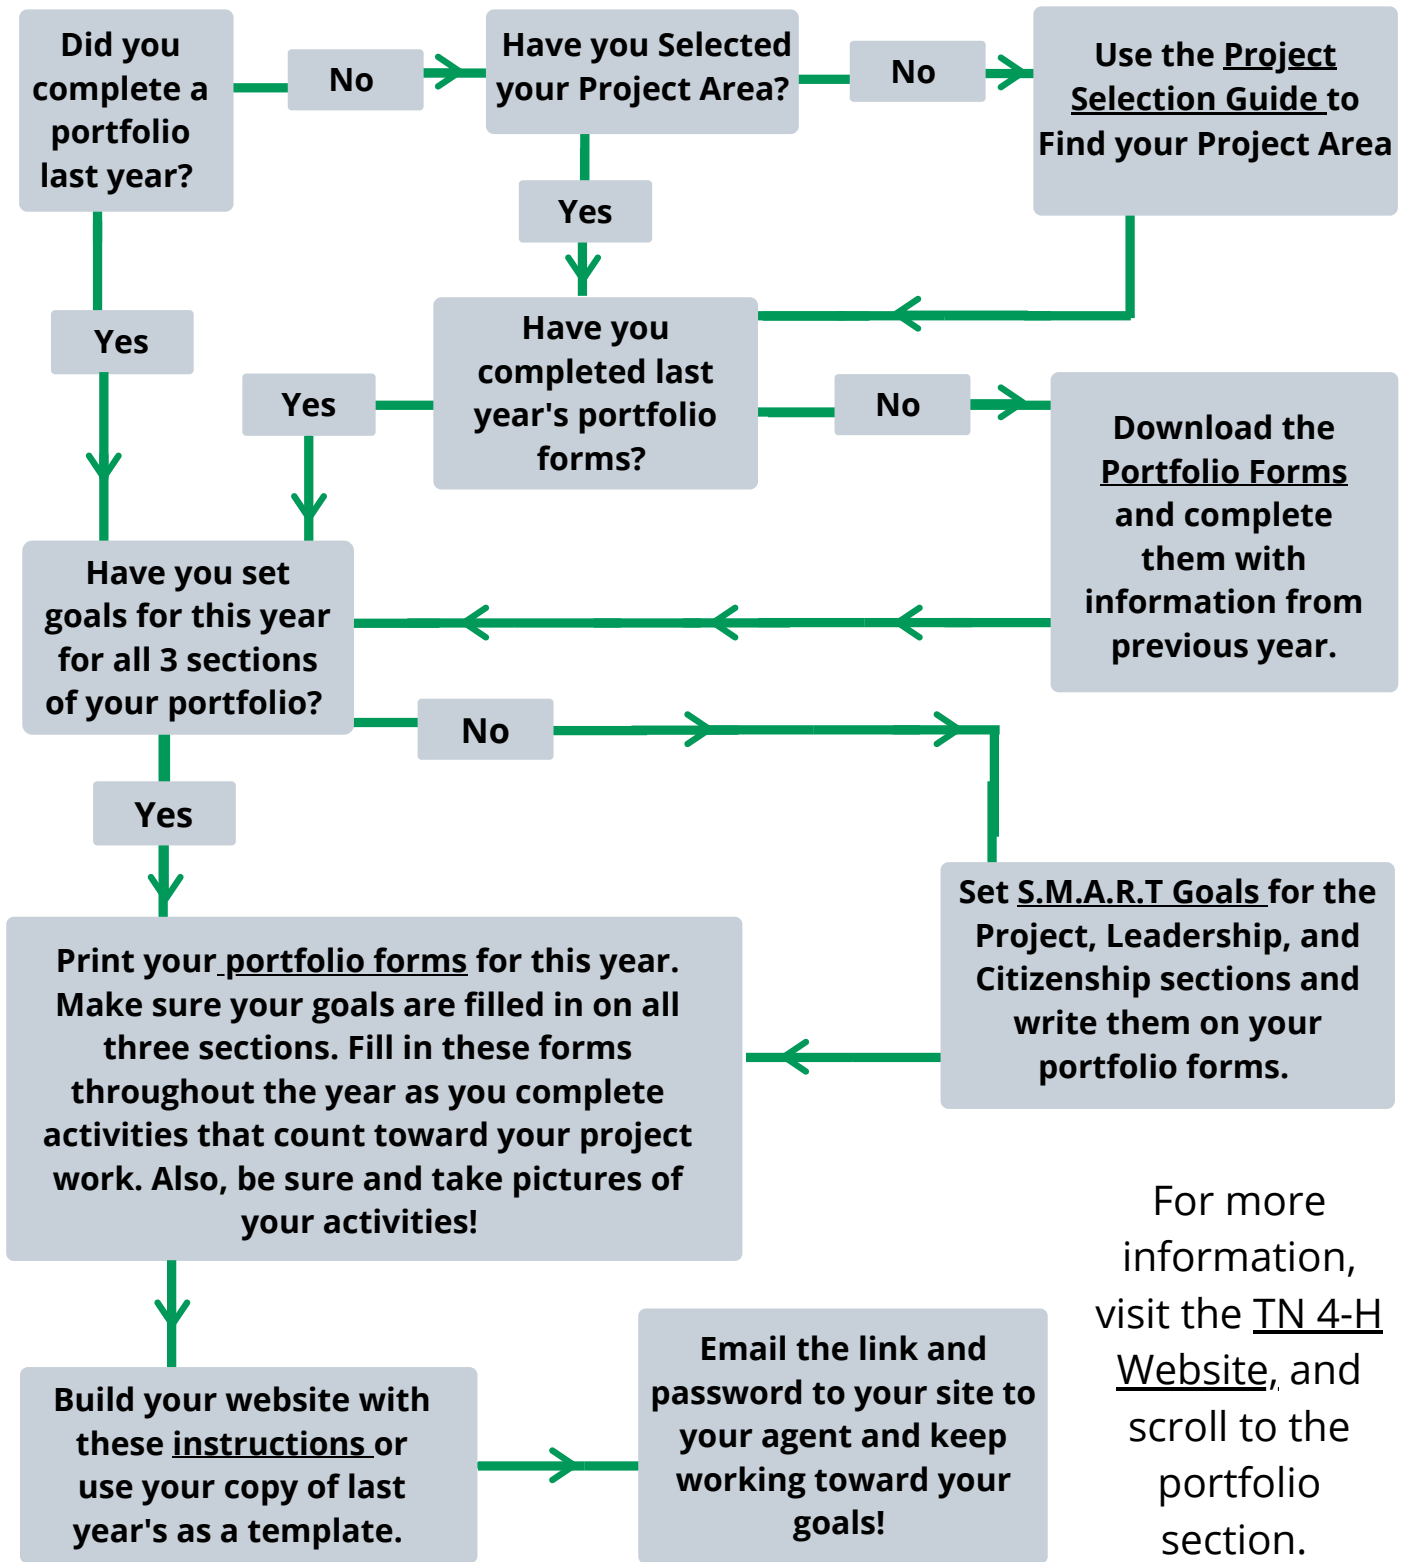 Did you
complete a
portfolio
last year?
No
Have you Selected
your Project Area?
No
Use the Project
Selection Guide to
Find your Project Area
Yes
Yes
Have you
completed last
year's portfolio
forms?
Yes
No
Download the
Portfolio Forms
and complete
them with
information from
previous year.
Have you set
goals for this year
for all 3 sections
of your portfolio?
No
Yes
Set S.M.A.R.T Goals for the
Project, Leadership, and
Citizenship sections and
write them on your
portfolio forms.
Print your portfolio forms for this year.
Make sure your goals are filled in on all
three sections. Fill in these forms
throughout the year as you complete
activities that count toward your project
work. Also, be sure and take pictures of
your activities!
Build your website with
these instructions or
use your copy of last
year's as a template.
Email the link and
password to your site to
your agent and keep
working toward your
goals!
For more
information,
visit the TN 4-H
Website, and
scroll to the
portfolio
section.